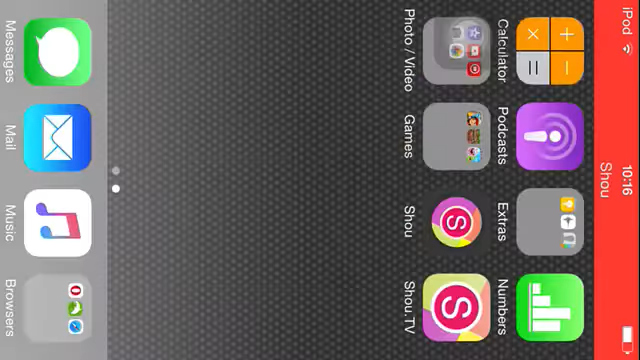 iPod 10:16
Shou
Calculator Podcasts Extras Numbers
Photo / Video Games Shou Shou.TV
Messages Mail Music Browsers